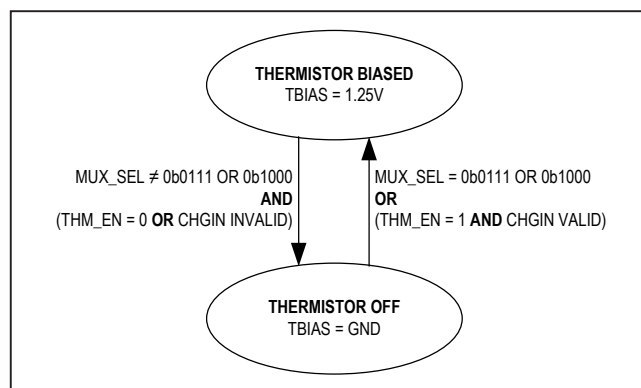 THERMISTOR BIASED
TBIAS = 1.25V
MUX_SEL ≠ 0b0111 OR 0b1000
AND
(THM_EN = 0 OR CHGIN INVALID)
MUX_SEL = 0b0111 OR 0b1000
OR
(THM_EN = 1 AND CHGIN VALID)
THERMISTOR OFF
TBIAS = GND